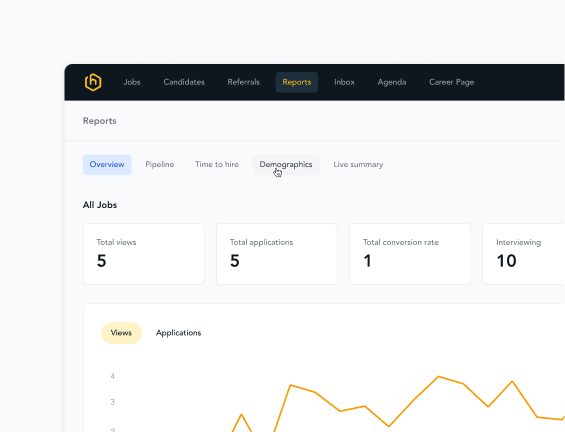 Jobs Candidates Referrals Reports Inbox Agenda Career Page
Reports
Overview Pipeline Time to hire Demographics Live summary
All Jobs
Total views Total applications Total conversion rate Interviewing
5 5 1 10
Views Applications
4
3